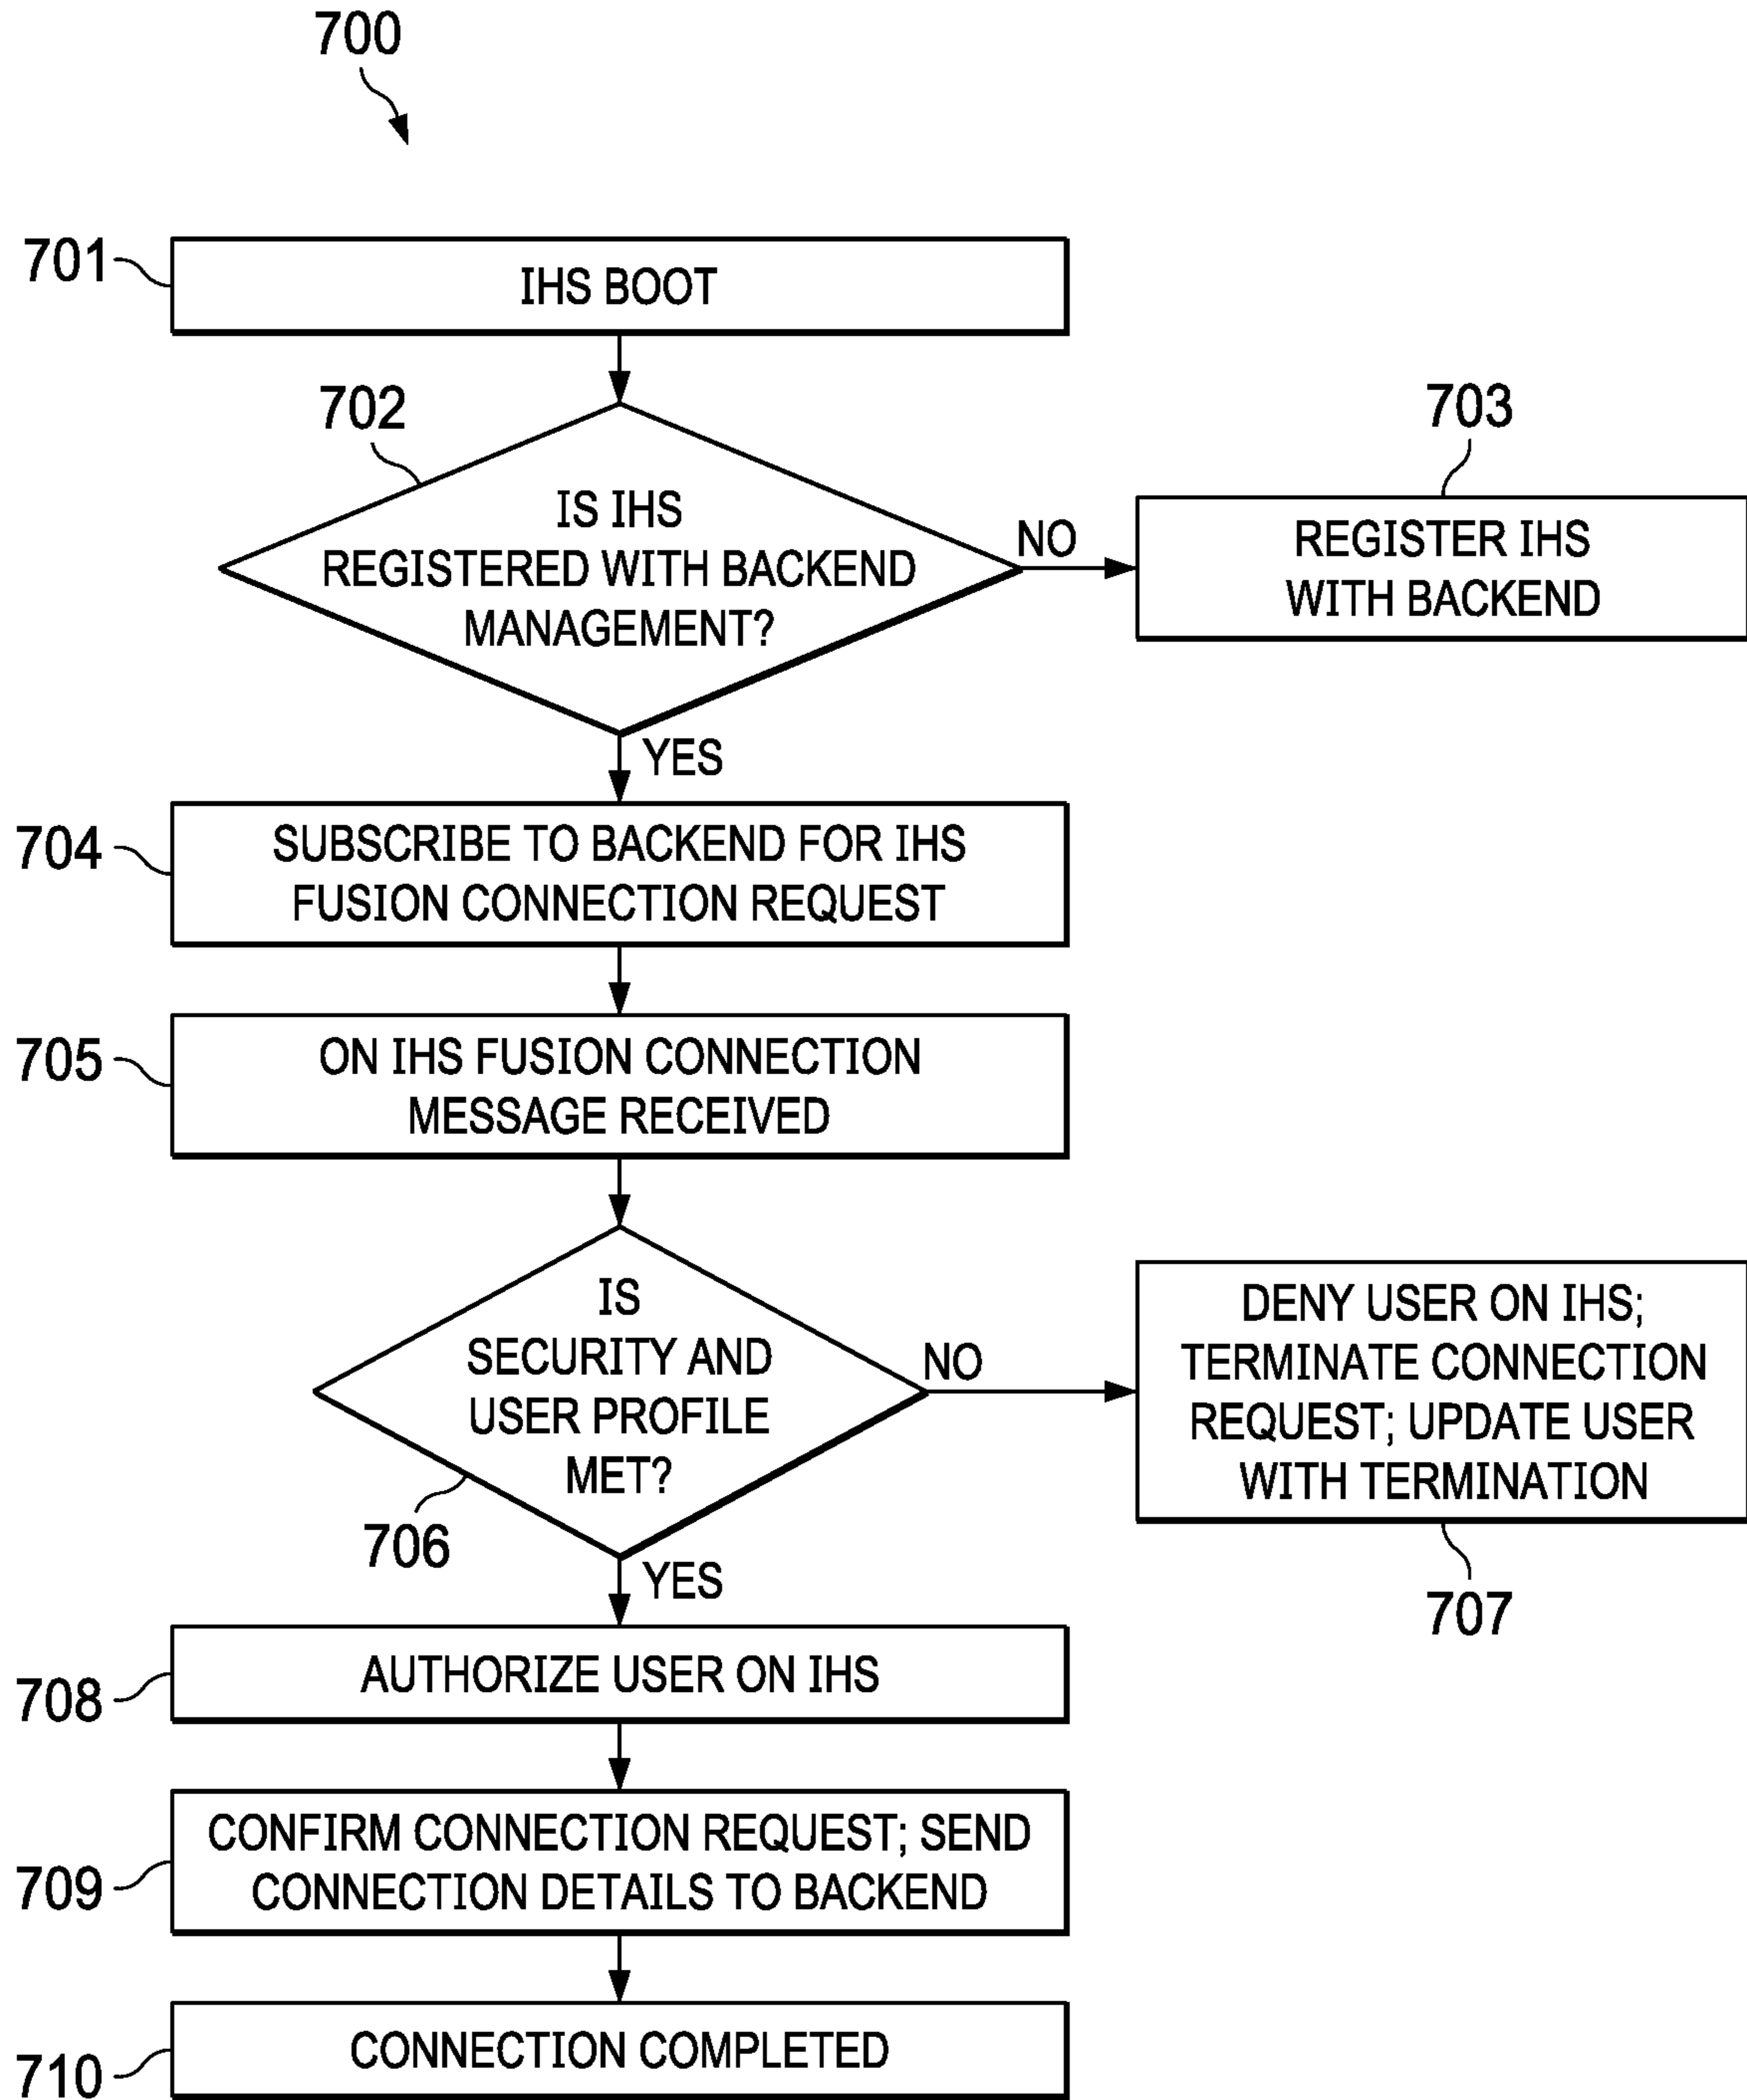 700
701
IHS BOOT
702
IS IHS
REGISTERED WITH BACKEND
MANAGEMENT?
NO
703
REGISTER IHS
WITH BACKEND
YES
704
SUBSCRIBE TO BACKEND FOR IHS
FUSION CONNECTION REQUEST
705
ON IHS FUSION CONNECTION
MESSAGE RECEIVED
IS
SECURITY AND
USER PROFILE
MET?
706
NO
DENY USER ON IHS;
TERMINATE CONNECTION
REQUEST; UPDATE USER
WITH TERMINATION
707
YES
708
AUTHORIZE USER ON IHS
709
CONFIRM CONNECTION REQUEST; SEND
CONNECTION DETAILS TO BACKEND
710
CONNECTION COMPLETED